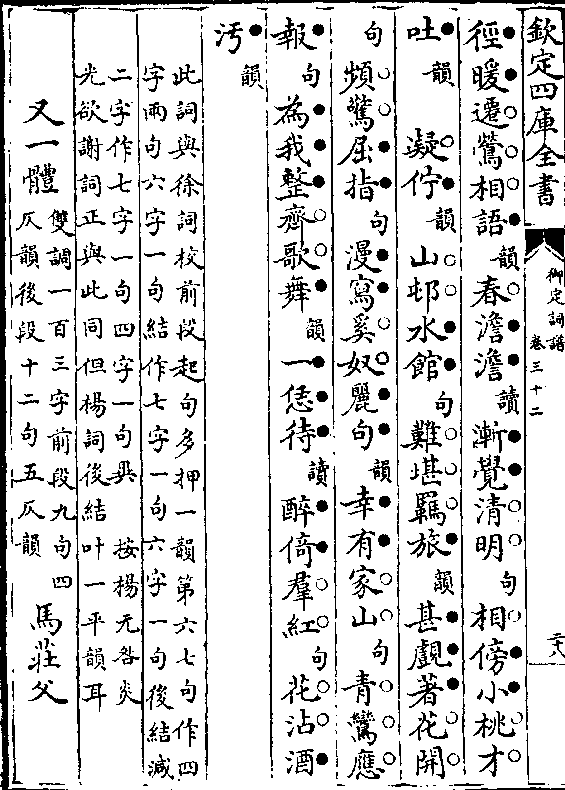 欽定四庫全書
御定詞譜
卷三十二
二六
徑暖遷鶯相語韻春澹澹讀漸覺清明句相傍小桃才
吐韻凝佇韻山邨水館句難堪羈旅韻甚覷著花開
句頻驚屈指句漫寫奚奴麗句韻幸有家山句青鸞應
報句為我整齊歌舞韻一恁待讀醉倚羣紅句花沾酒
汚韻
此詞與徐詞校前段起句多押一韻第六七句作四
字兩句六字一句結作七字一句六字一句後結減
二字作七字一句四字一句異 按楊无咎炎
光欲謝詞正與此同但楊詞後結叶一平韻耳
又一體雙調一百三字前段九句四
仄韻後段十二句五仄韻 馬莊父